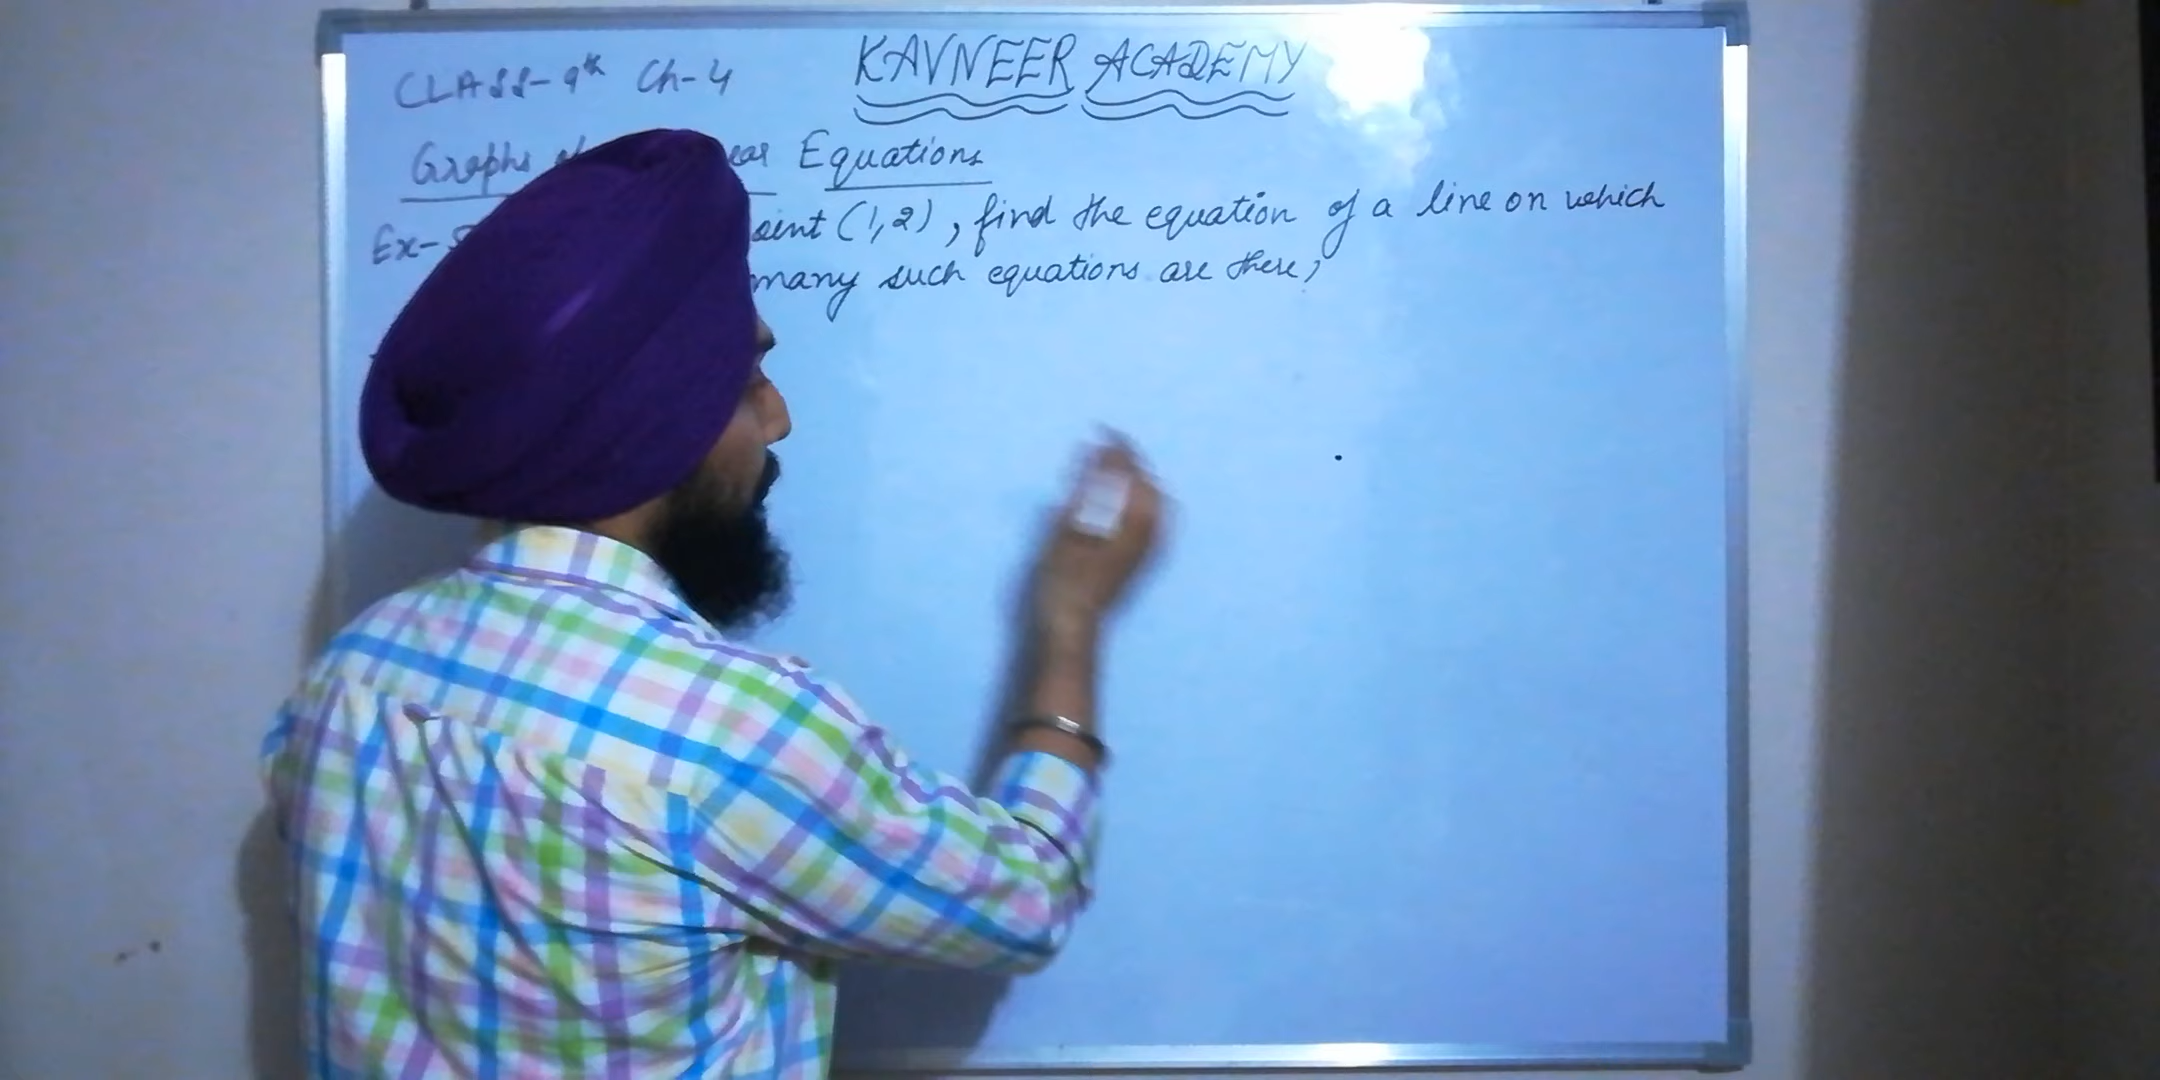 CLASS-9th Ch-4 KAVNEER ACADEMY
Graphs Equations
Ex- (1,2), find the equation of a line on which
many such equations are there,